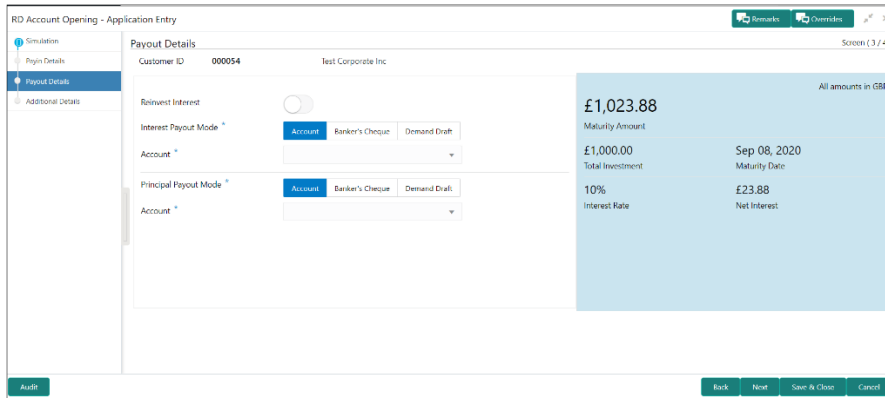 RD Account Opening - Application Entry
Remarks Overrides
Simulation
Payin Details
Payout Details
Additional Details
Payout Details Screen ( 3 / 4
Customer ID 000054 Test Corporate Inc
Reinvest Interest
Interest Payout Mode * Account Banker's Cheque Demand Draft
Account *
Principal Payout Mode * Account Banker's Cheque Demand Draft
Account *
All amounts in GBP
£1,023.88
Maturity Amount
£1,000.00 Sep 08, 2020
Total Investment Maturity Date
10% £23.88
Interest Rate Net Interest
Audit Back Next Save & Close Cancel